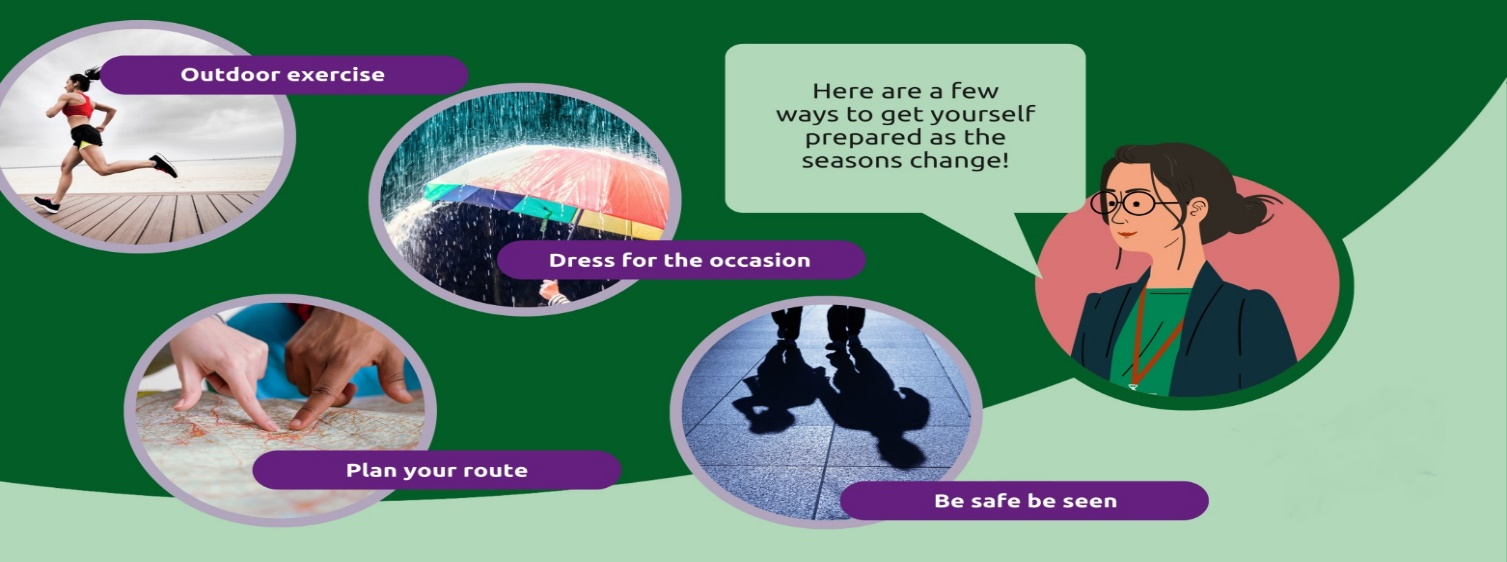 Outdoor exercise
Here are a few
ways to get yourself
prepared as the
seasons change!
Dress for the occasion
Plan your route
Be safe be seen